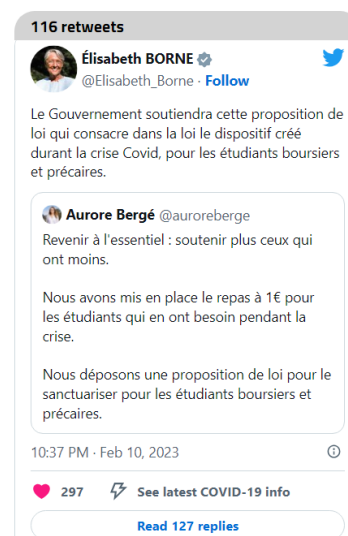 116 retweets
Élisabeth BORNE
@Elisabeth_Borne · Follow
Le Gouvernement soutiendra cette proposition de
loi qui consacre dans la loi le dispositif créé
durant la crise Covid, pour les étudiants boursiers
et précaires.
Aurore Bergé @auroreberge
Revenir à l'essentiel : soutenir plus ceux qui
ont moins.
Nous avons mis en place le repas à 1€ pour
les étudiants qui en ont besoin pendant la
crise.
Nous déposons une proposition de loi pour le
sanctuariser pour les étudiants boursiers et
précaires.
10:37 PM · Feb 10, 2023
297 See latest COVID-19 info
Read 127 replies